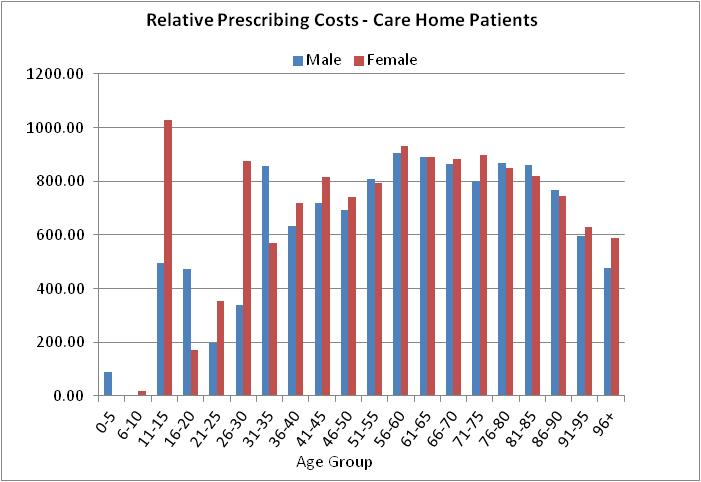 Relative Prescribing Costs - Care Home Patients
Male Female
1200.00
1000.00
800.00
600.00
400.00
200.00
0.00
0-5 6-10 11-15 16-20 21-25 26-30 31-35 36-40 41-45 46-50 51-55 56-60 61-65 66-70 71-75 76-80 81-85 86-90 91-95 96+
Age Group